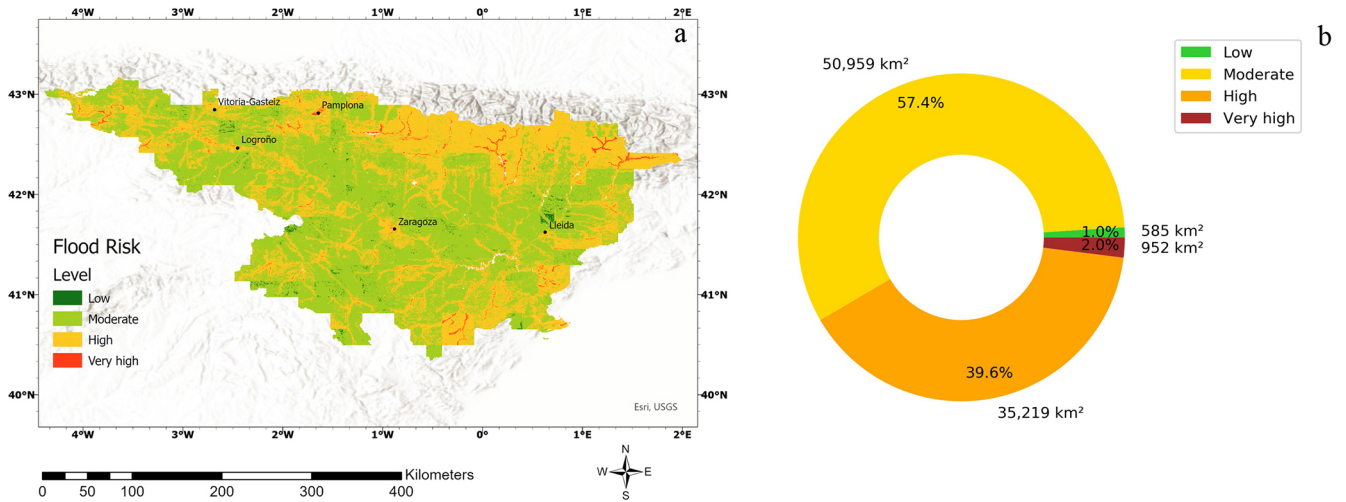 4°W 3°W 2°W 1°W 0° 1°E 2°E
a
43°N 43°N
42°N 42°N
41°N 41°N
40°N 40°N
Vitoria-Gasteiz
Pamplona
Logroño
Zaragoza
Lleida
Flood Risk
Level
Low
Moderate
High
Very high
Esri, USGS
4°W 3°W 2°W 1°W 0° 1°E 2°E
Kilometers
0 50 100 200 300 400
N
W E
S
b
Low
Moderate
High
Very high
50,959 km²
57.4%
1.0% 585 km²
2.0% 952 km²
39.6%
35,219 km²